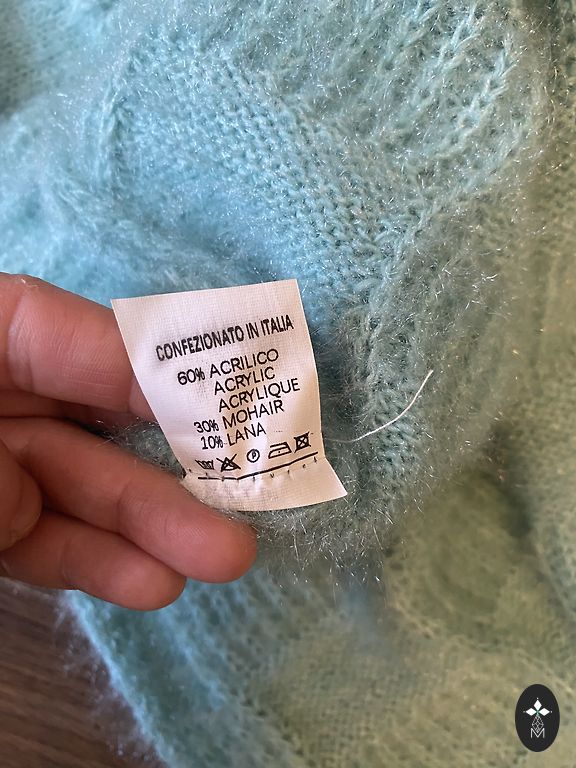 CONFEZIONATO IN ITALIA
60% ACRILICO
ACRYLIC
ACRYLIQUE
30% MOHAIR
10% LANA
P
M